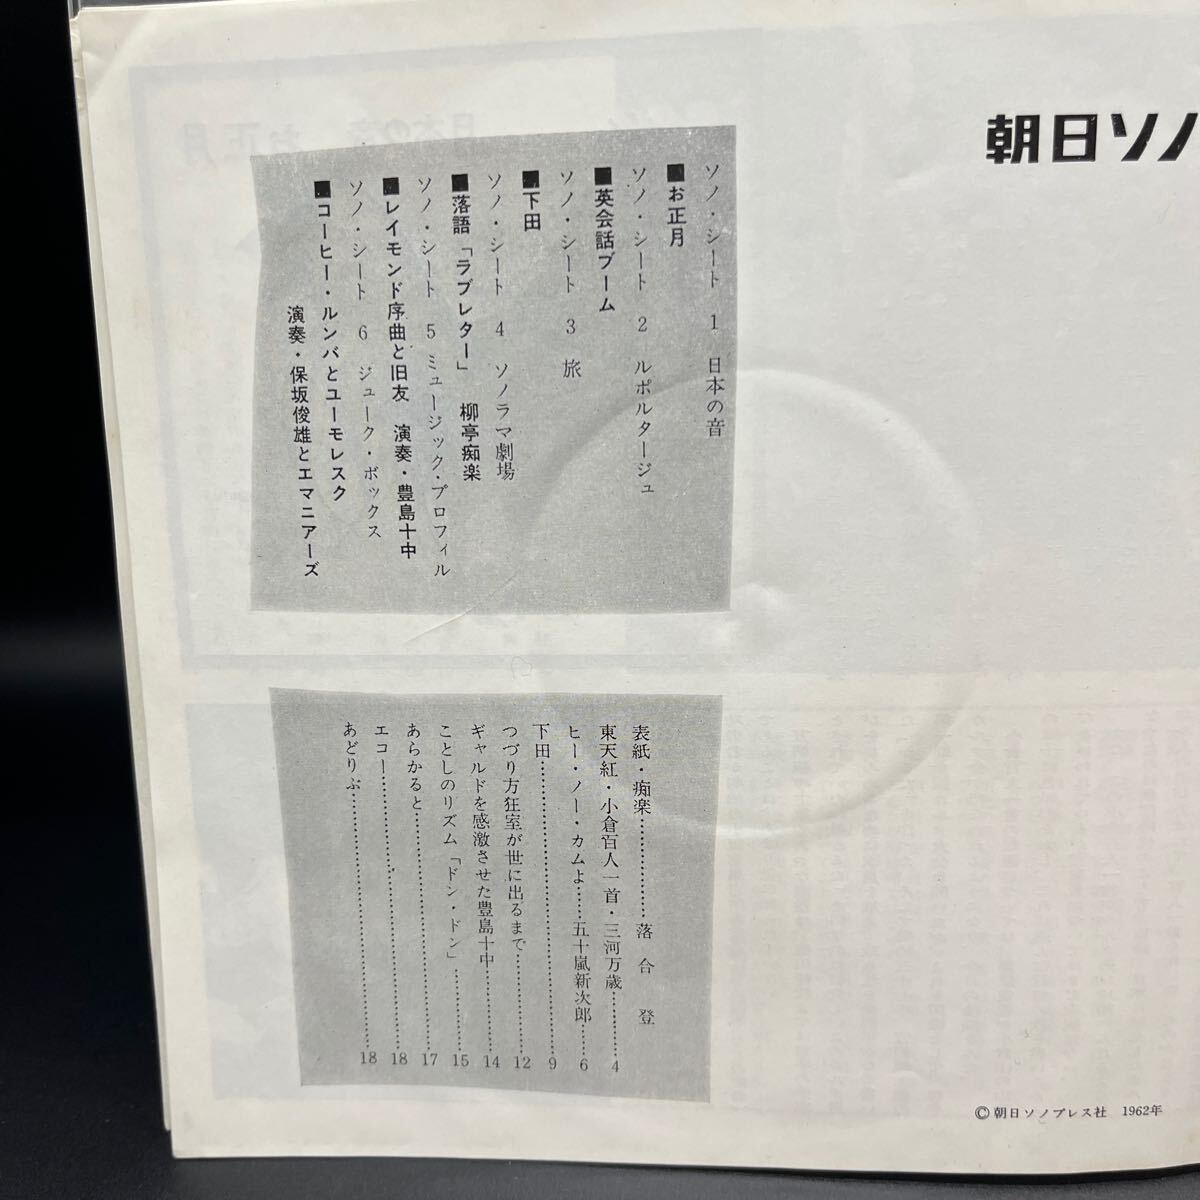 朝日ソノ
ソノ・シート 1 日本の音
■お正月
ソノ・シート 2 ルポルタージュ
■英会話ブーム
ソノ・シート 3 旅
■下田
ソノ・シート 4 ソノラマ劇場
■落語「ラブレター」 柳亭痴楽
ソノ・シート 5 ミュージック・プロフィル
■レイモンド序曲と旧友 演奏・豊島十中
ソノ・シート 6 ジューク・ボックス
■コーヒー・ルンバとユーモレスク
演奏・保坂俊雄とエマニアーズ
表紙・痴楽………………落合登
東天紅・小倉百人一首・三河万歳………4
ヒー・ノー・カムよ……五十嵐新次郎…6
下田………………………………………9
つづり方狂室が世に出るまで……………12
ギャルドを感激させた豊島十中…………14
ことしのリズム「ドン・ドン」…………15
あらかると………………………………17
エコー……………………………………18
あどりぶ…………………………………18
©朝日ソノプレス社 1962年